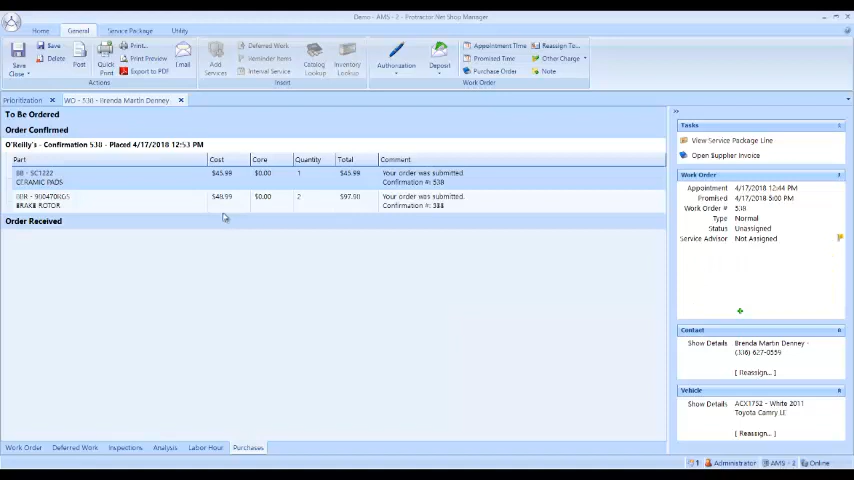 Demo - AMS - 2 - Protractor.Net Shop Manager
Home General Service Package Utility
Save Close Save Delete Post Quick Print Print... Print Preview Export to PDF Email Add Services Deferred Work Reminder Items Interval Service Catalog Lookup Inventory Lookup Authorization Deposit Appointment Time Promised Time Purchase Order Reassign To... Other Charge Note
Actions Insert Work Order
Prioritization WO - 538 - Brenda Martin Denney
To Be Ordered
Order Confirmed
O'Reilly's - Confirmation 538 - Placed 4/17/2018 12:53 PM
Part Cost Core Quantity Total Comment
BB - SC1222 $45.99 $0.00 1 $45.99 Your order was submitted.
CERAMIC PADS Confirmation #: 538
BBR - 980470RGS $48.99 $0.00 2 $97.98 Your order was submitted.
BRAKE ROTOR Confirmation #: 538
Order Received
Tasks
View Service Package Line
Open Supplier Invoice
Work Order
Appointment 4/17/2018 12:44 PM
Promised 4/17/2018 5:00 PM
Work Order # 538
Type Normal
Status Unassigned
Service Advisor Not Assigned
Contact
Show Details Brenda Martin Denney -
(316) 627-0559
[ Reassign... ]
Vehicle
Show Details ACX1752 - White 2011
Toyota Camry LE
[ Reassign... ]
Work Order Deferred Work Inspections Analysis Labor Hour Purchases
1 Administrator AMS - 2 Online